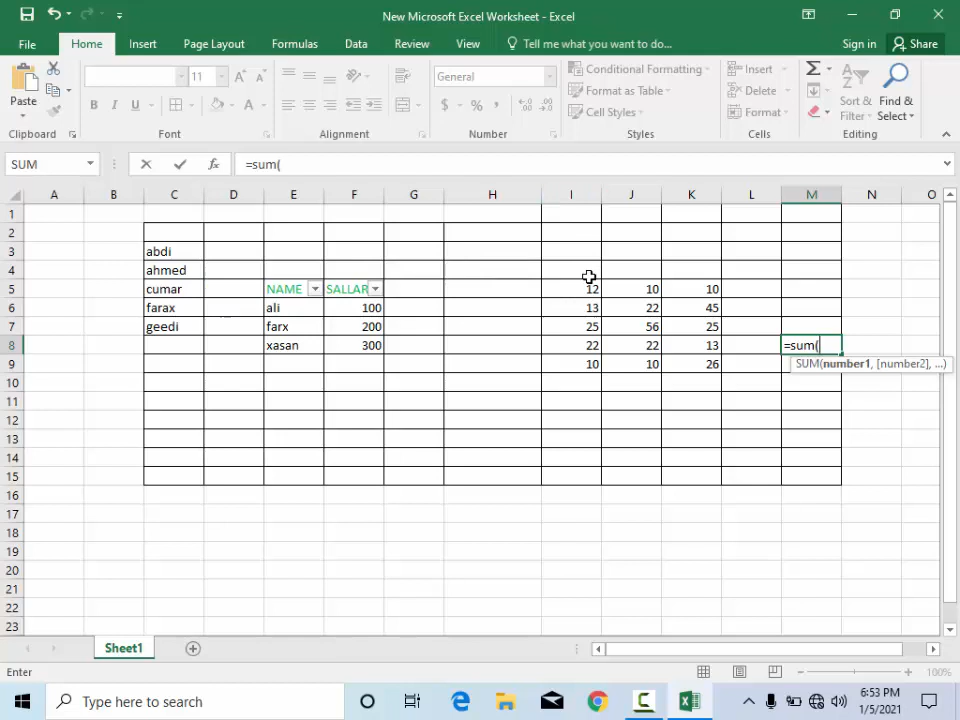 New Microsoft Excel Worksheet - Excel
File Home Insert Page Layout Formulas Data Review View Tell me what you want to do... Sign in Share
Paste 11 General Conditional Formatting Insert
Format as Table Delete Sort & Find &
B I U A $ % Cell Styles Format Filter Select
Clipboard Font Alignment Number Styles Cells Editing
SUM fx =sum(
A B C D E F G H I J K L M N O
1
2
3 abdi
4 ahmed
5 cumar NAME SALLAR 12 10 10
6 farax ali 100 13 22 45
7 geedi farx 200 25 56 25
8 xasan 300 22 22 13 =sum(
SUM(number1, [number2], ...)
9 10 10 26
10
11
12
13
14
15
16
17
18
19
20
21
22
23
Sheet1
Enter 100%
Type here to search 6:53 PM
1/5/2021